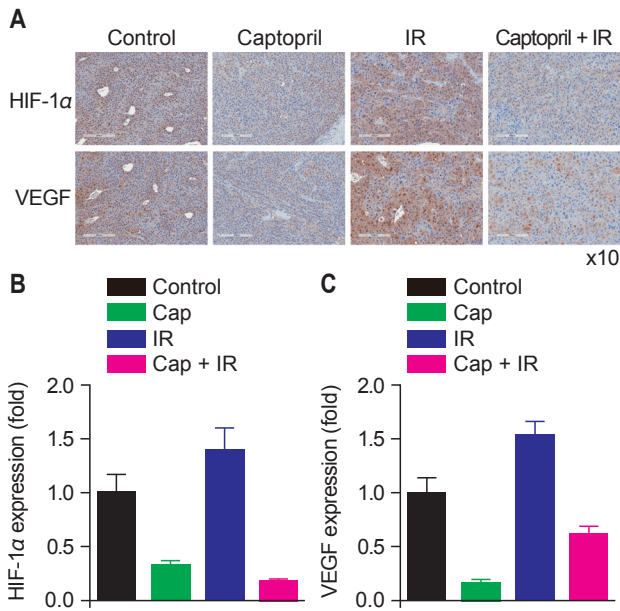 A
Control Captopril IR Captopril + IR
HIF-1α
VEGF
x10
B
Control
Cap
IR
Cap + IR
HIF-1α expression (fold)
2.0
1.5
1.0
0.5
0.0
C
Control
Cap
IR
Cap + IR
VEGF expression (fold)
2.0
1.5
1.0
0.5
0.0